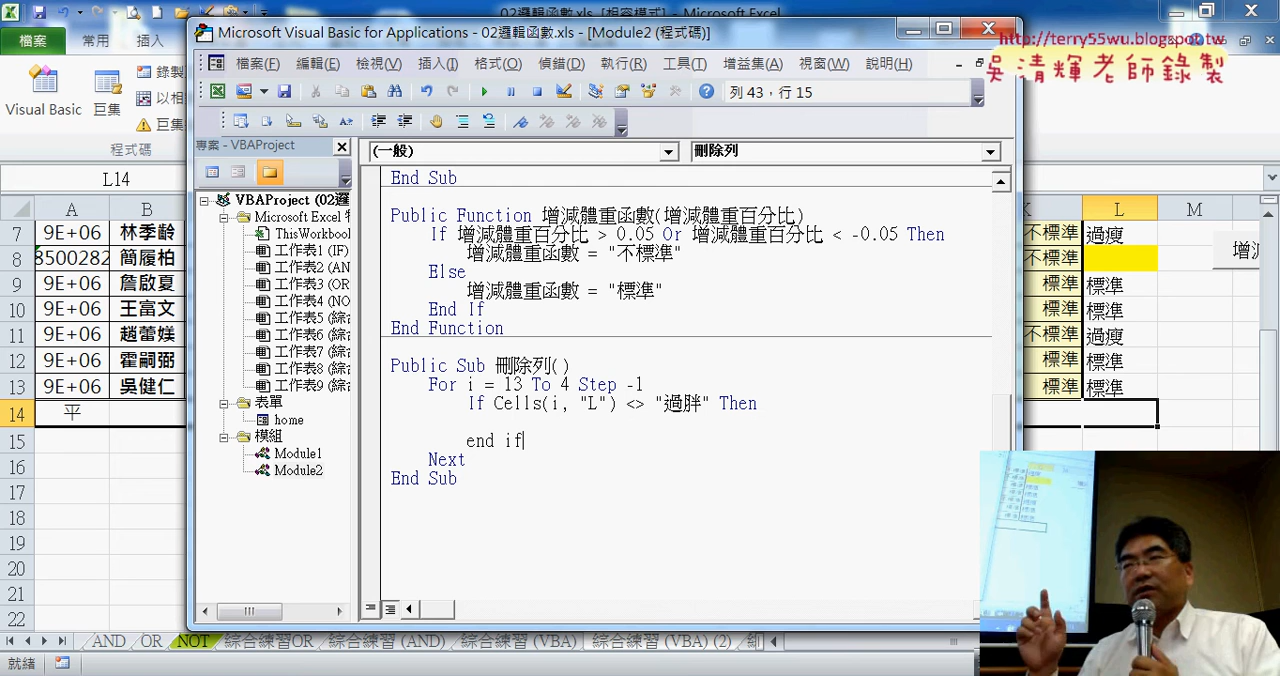 02邏輯函數.xls [相容模式] - Microsoft Excel
Microsoft Visual Basic for Applications - 02邏輯函數.xls - [Module2 (程式碼)]
http://terry55wu.blogspot.tw
吳清輝老師錄製
檔案 常用 插入
檔案(F) 編輯(E) 檢視(V) 插入(I) 格式(O) 偵錯(D) 執行(R) 工具(T) 增益集(A) 視窗(W) 說明(H)
Visual Basic 巨集
錄製
以相
巨集
程式碼
列 43，行 15
專案 - VBAProject
(一般) 刪除列
L14
VBAProject (02邏
Microsoft Excel
ThisWorkbool
工作表1 (IF)
工作表2 (AN
工作表3 (OR
工作表4 (NO
工作表5 (綜
工作表6 (綜
工作表7 (綜
工作表8 (綜
工作表9 (綜
表單
home
模組
Module1
Module2
End Sub
Public Function 增減體重函數(增減體重百分比)
If 增減體重百分比 > 0.05 Or 增減體重百分比 < -0.05 Then
增減體重函數 = "不標準"
Else
增減體重函數 = "標準"
End If
End Function
Public Sub 刪除列()
For i = 13 To 4 Step -1
If Cells(i, "L") <> "過胖" Then
end if
Next
End Sub
A B K L M
7 9E+06 林季齡 不標準 過瘦
8 8500282 簡履柏 不標準
增減
9 9E+06 詹啟夏 標準 標準
10 9E+06 王富文 標準 標準
11 9E+06 趙蕾媄 不標準 過瘦
12 9E+06 霍嗣弼 標準 標準
13 9E+06 吳健仁 標準 標準
14 平
15
16
17
18
19
20
21
22
AND OR NOT 綜合練習OR 綜合練習 (AND) 綜合練習 (VBA) 綜合練習 (VBA) (2)
就緒